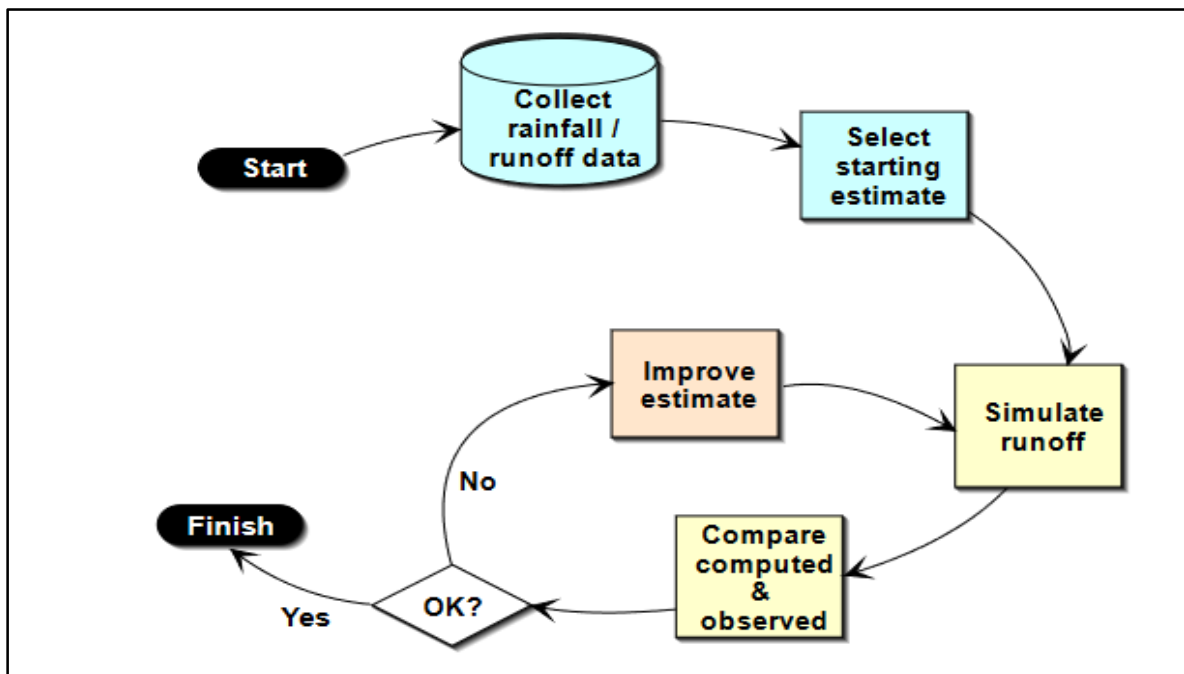 Start
Collect
rainfall /
runoff data
Select
starting
estimate
Simulate
runoff
Compare
computed
&
observed
OK?
No
Improve
estimate
Yes
Finish